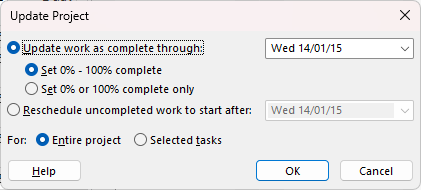 Update Project
Update work as complete through: Wed 14/01/15
Set 0% - 100% complete
Set 0% or 100% complete only
Reschedule uncompleted work to start after: Wed 14/01/15
For: Entire project Selected tasks
Help OK Cancel